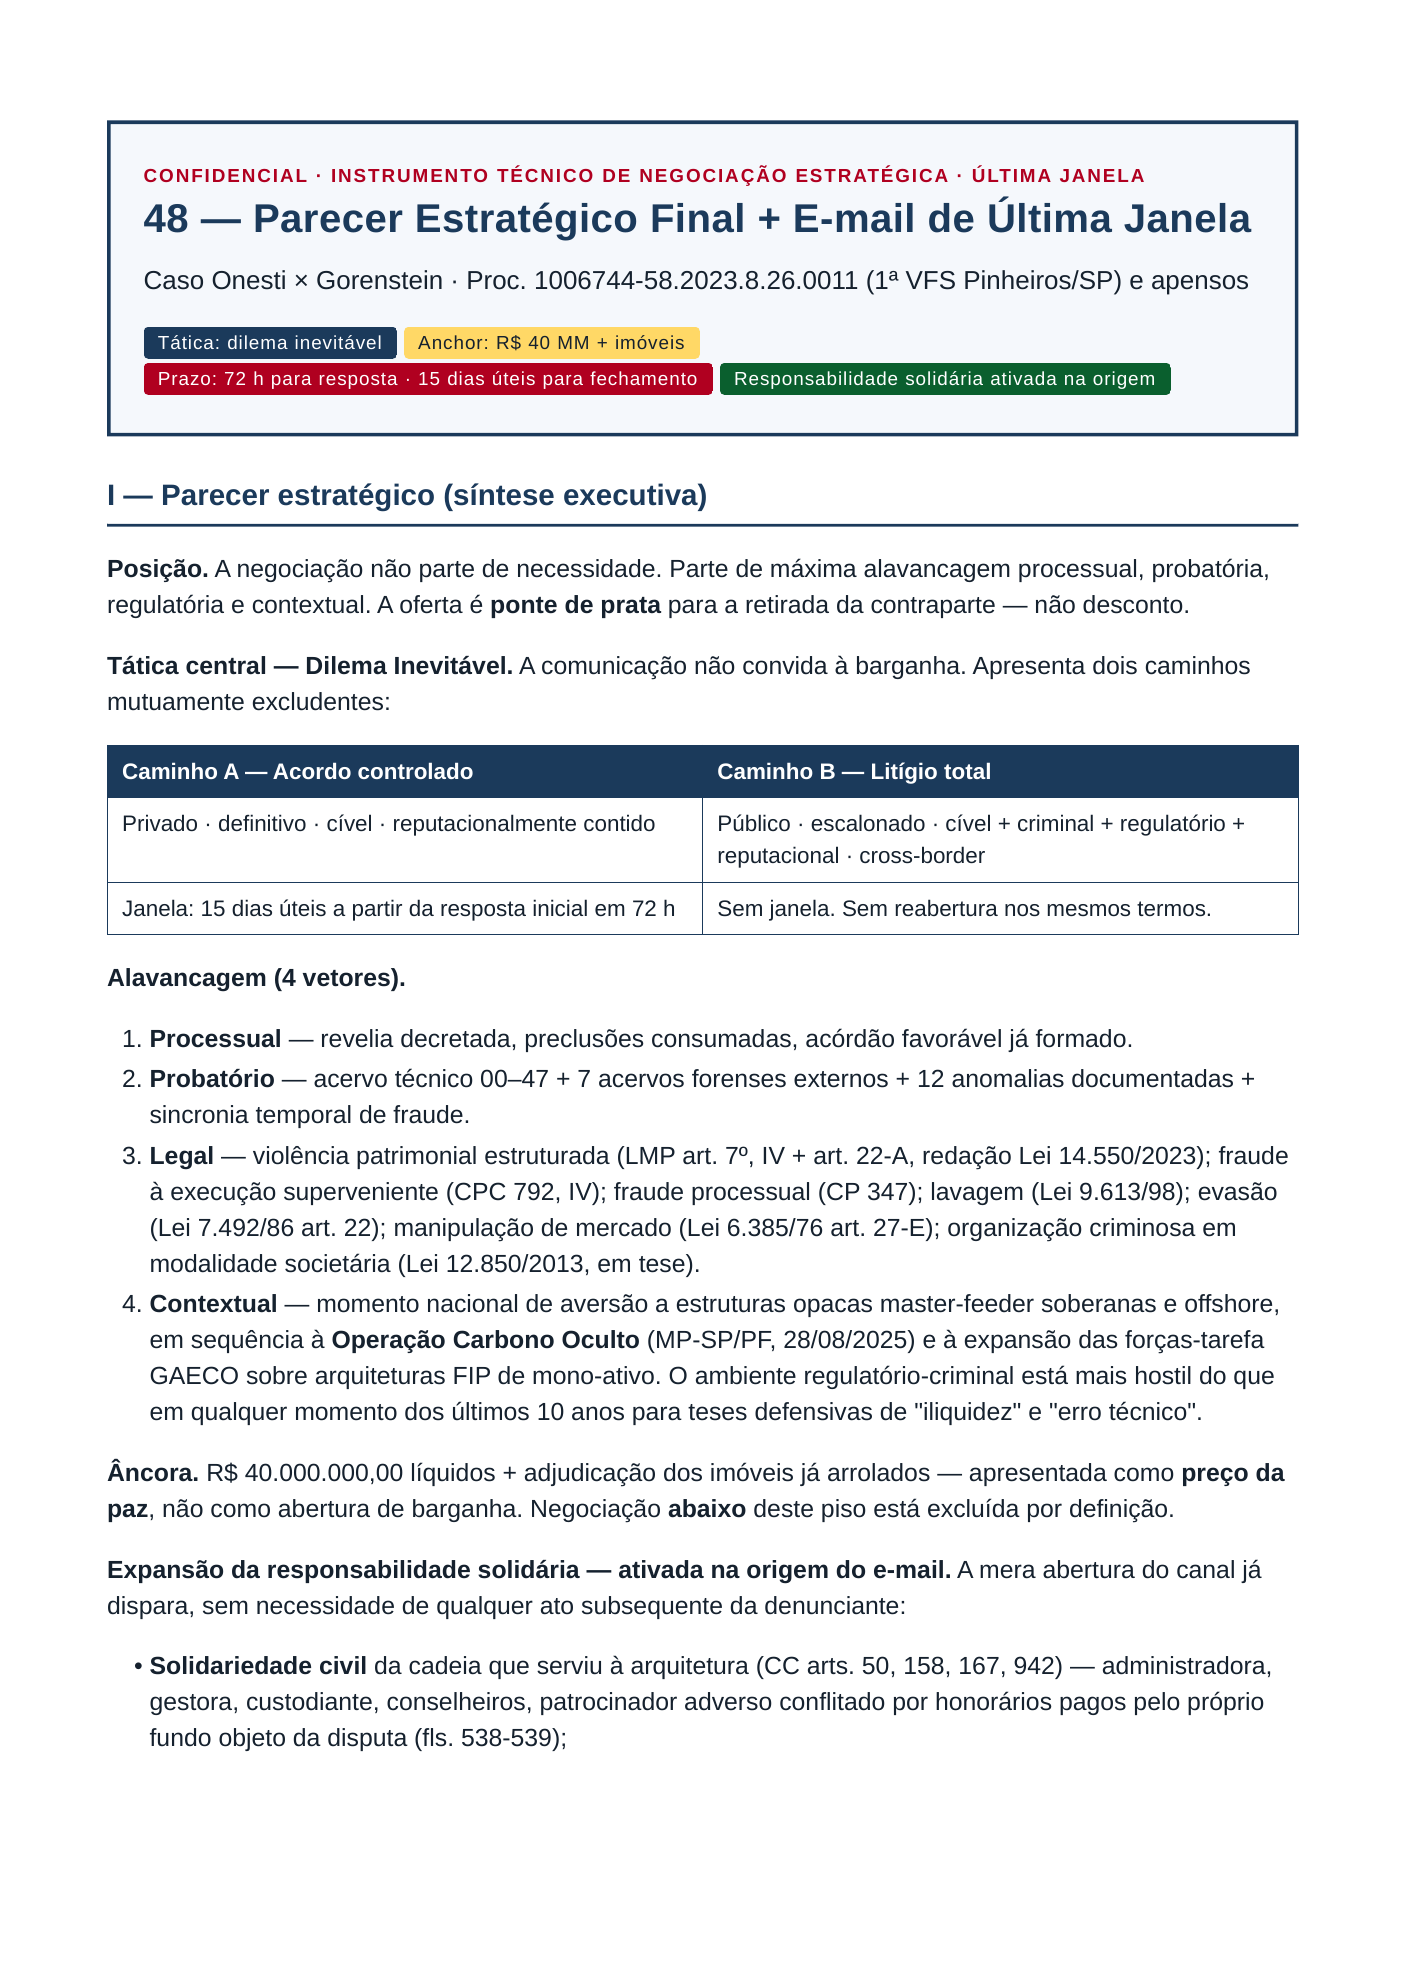 CONFIDENCIAL · INSTRUMENTO TÉCNICO DE NEGOCIAÇÃO ESTRATÉGICA · ÚLTIMA JANELA
48 — Parecer Estratégico Final + E-mail de Última Janela
Caso Onesti × Gorenstein · Proc. 1006744-58.2023.8.26.0011 (1ª VFS Pinheiros/SP) e apensos
Tática: dilema inevitável Anchor: R$ 40 MM + imóveis
Prazo: 72 h para resposta · 15 dias úteis para fechamento Responsabilidade solidária ativada na origem
I — Parecer estratégico (síntese executiva)
Posição. A negociação não parte de necessidade. Parte de máxima alavancagem processual, probatória,
regulatória e contextual. A oferta é ponte de prata para a retirada da contraparte — não desconto.
Tática central — Dilema Inevitável. A comunicação não convida à barganha. Apresenta dois caminhos
mutuamente excludentes:
Caminho A — Acordo controlado
Caminho B — Litígio total
Privado · definitivo · cível · reputacionalmente contido
Público · escalonado · cível + criminal + regulatório +
reputacional · cross-border
Janela: 15 dias úteis a partir da resposta inicial em 72 h
Sem janela. Sem reabertura nos mesmos termos.
Alavancagem (4 vetores).
1. Processual — revelia decretada, preclusões consumadas, acórdão favorável já formado.
2. Probatório — acervo técnico 00–47 + 7 acervos forenses externos + 12 anomalias documentadas +
sincronia temporal de fraude.
3. Legal — violência patrimonial estruturada (LMP art. 7º, IV + art. 22-A, redação Lei 14.550/2023); fraude
à execução superveniente (CPC 792, IV); fraude processual (CP 347); lavagem (Lei 9.613/98); evasão
(Lei 7.492/86 art. 22); manipulação de mercado (Lei 6.385/76 art. 27-E); organização criminosa em
modalidade societária (Lei 12.850/2013, em tese).
4. Contextual — momento nacional de aversão a estruturas opacas master-feeder soberanas e offshore,
em sequência à Operação Carbono Oculto (MP-SP/PF, 28/08/2025) e à expansão das forças-tarefa
GAECO sobre arquiteturas FIP de mono-ativo. O ambiente regulatório-criminal está mais hostil do que
em qualquer momento dos últimos 10 anos para teses defensivas de "iliquidez" e "erro técnico".
Âncora. R$ 40.000.000,00 líquidos + adjudicação dos imóveis já arrolados — apresentada como preço da
paz, não como abertura de barganha. Negociação abaixo deste piso está excluída por definição.
Expansão da responsabilidade solidária — ativada na origem do e-mail. A mera abertura do canal já
dispara, sem necessidade de qualquer ato subsequente da denunciante:
• Solidariedade civil da cadeia que serviu à arquitetura (CC arts. 50, 158, 167, 942) — administradora,
gestora, custodiante, conselheiros, patrocinador adverso conflitado por honorários pagos pelo próprio
fundo objeto da disputa (fls. 538-539);